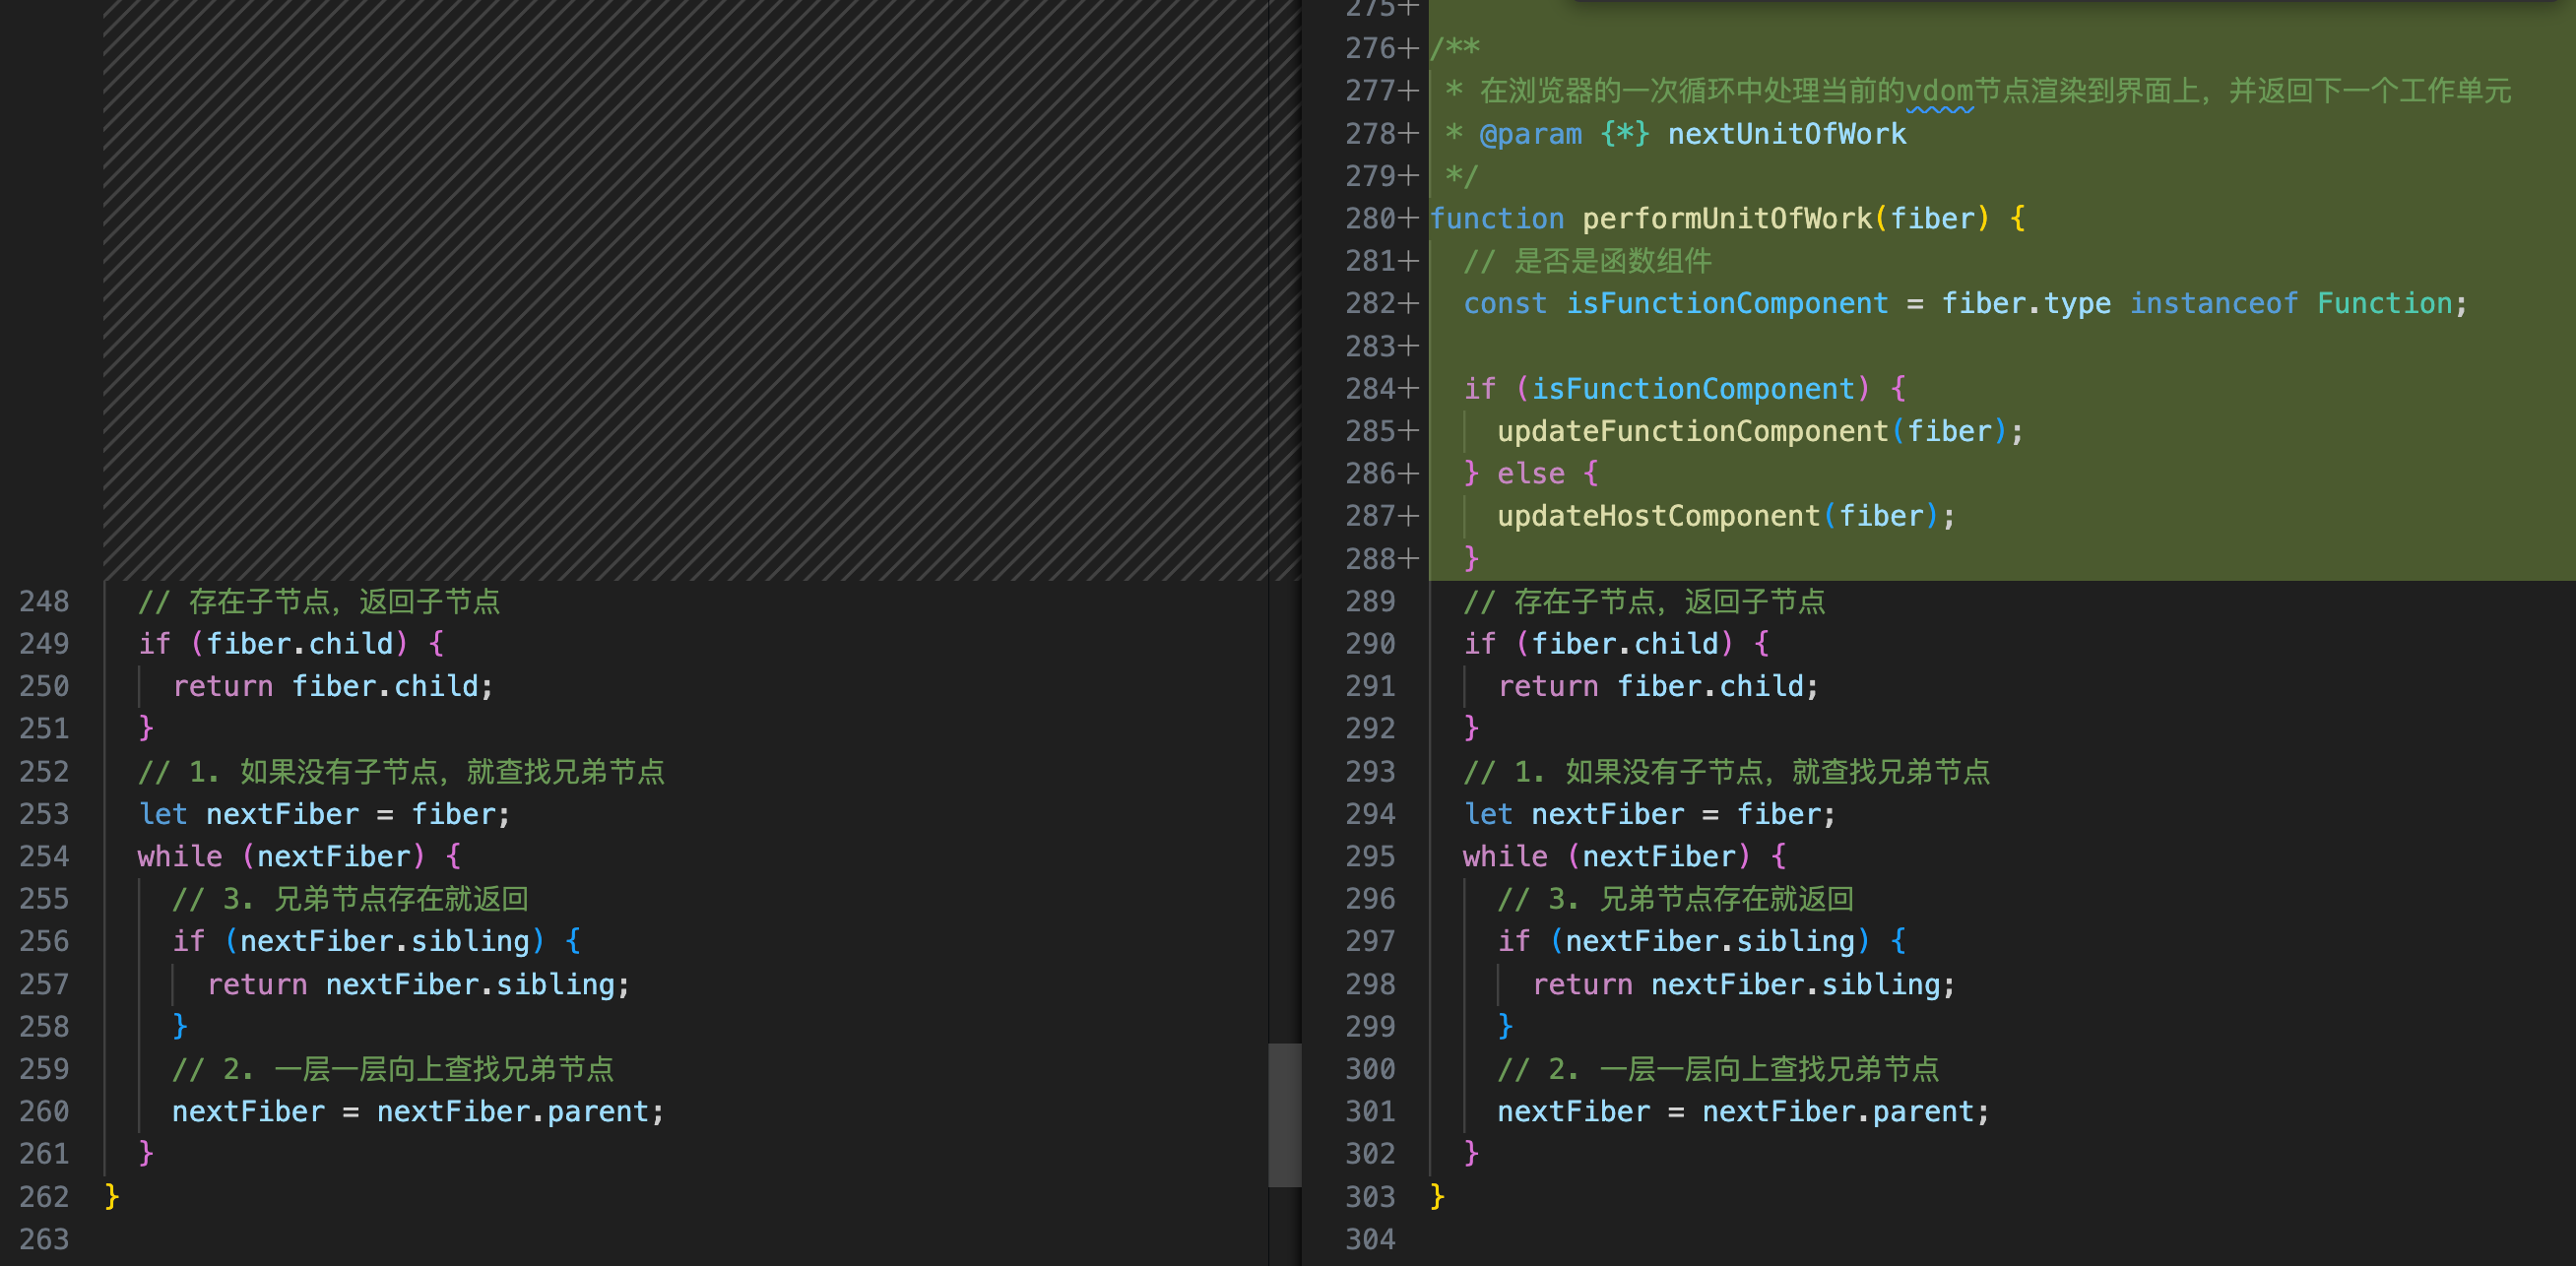 248 // 存在子节点，返回子节点
249 if (fiber.child) {
250 return fiber.child;
251 }
252 // 1. 如果没有子节点，就查找兄弟节点
253 let nextFiber = fiber;
254 while (nextFiber) {
255 // 3. 兄弟节点存在就返回
256 if (nextFiber.sibling) {
257 return nextFiber.sibling;
258 }
259 // 2. 一层一层向上查找兄弟节点
260 nextFiber = nextFiber.parent;
261 }
262 }
263
275+
276+ /**
277+ * 在浏览器的一次循环中处理当前的vdom节点渲染到界面上，并返回下一个工作单元
278+ * @param {*} nextUnitOfWork
279+ */
280+ function performUnitOfWork(fiber) {
281+ // 是否是函数组件
282+ const isFunctionComponent = fiber.type instanceof Function;
283+
284+ if (isFunctionComponent) {
285+ updateFunctionComponent(fiber);
286+ } else {
287+ updateHostComponent(fiber);
288+ }
289 // 存在子节点，返回子节点
290 if (fiber.child) {
291 return fiber.child;
292 }
293 // 1. 如果没有子节点，就查找兄弟节点
294 let nextFiber = fiber;
295 while (nextFiber) {
296 // 3. 兄弟节点存在就返回
297 if (nextFiber.sibling) {
298 return nextFiber.sibling;
299 }
300 // 2. 一层一层向上查找兄弟节点
301 nextFiber = nextFiber.parent;
302 }
303 }
304